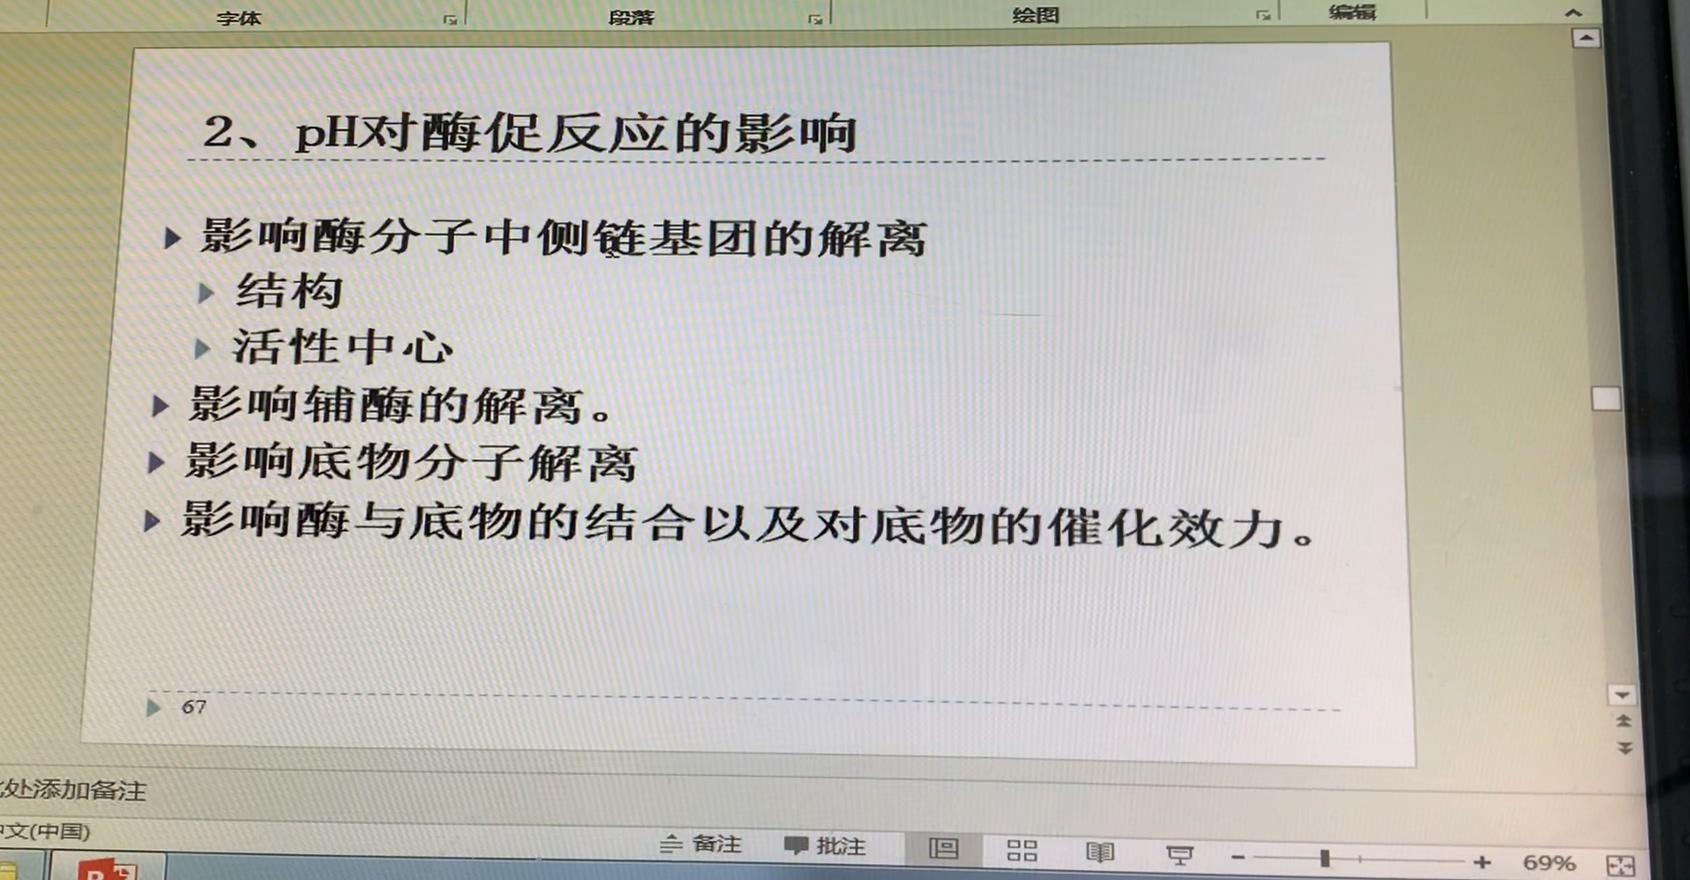 字体 段落 绘图 编辑
2、pH对酶促反应的影响
影响酶分子中侧链基团的解离
结构
活性中心
影响辅酶的解离。
影响底物分子解离
影响酶与底物的结合以及对底物的催化效力。
67
处添加备注
文(中国)
备注 批注 69%